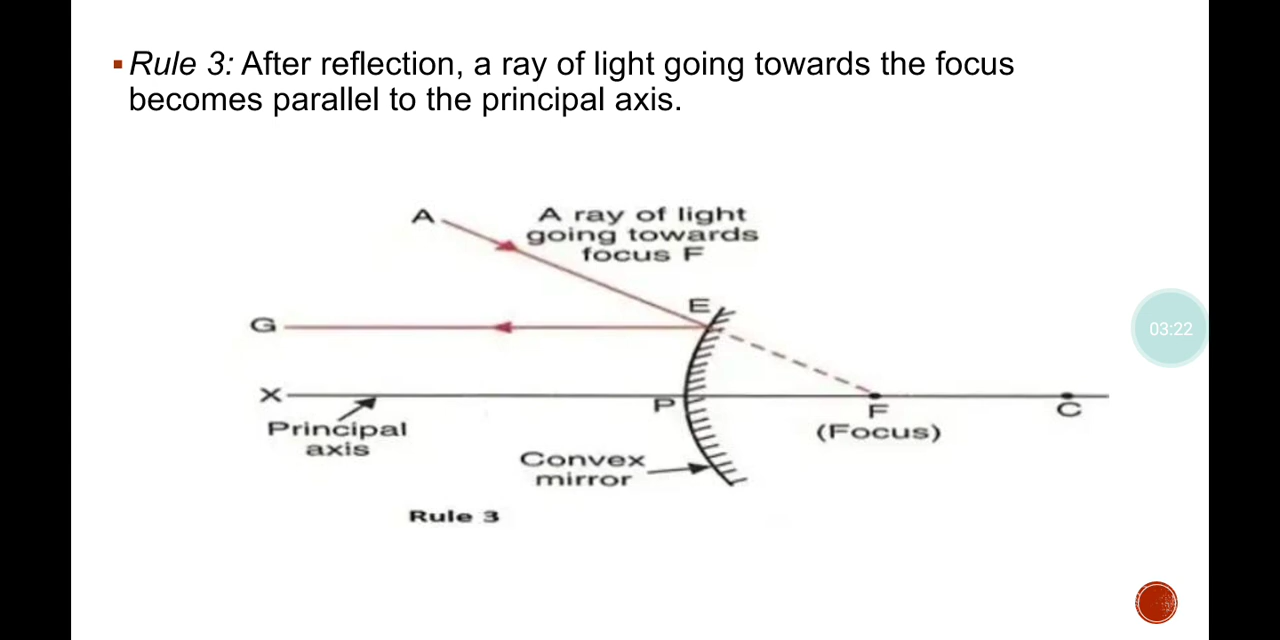 ▪ Rule 3: After reflection, a ray of light going towards the focus
becomes parallel to the principal axis.
A
A ray of light
going towards
focus F
E
G
03:22
X
P
F
C
(Focus)
Principal
axis
Convex
mirror
Rule 3